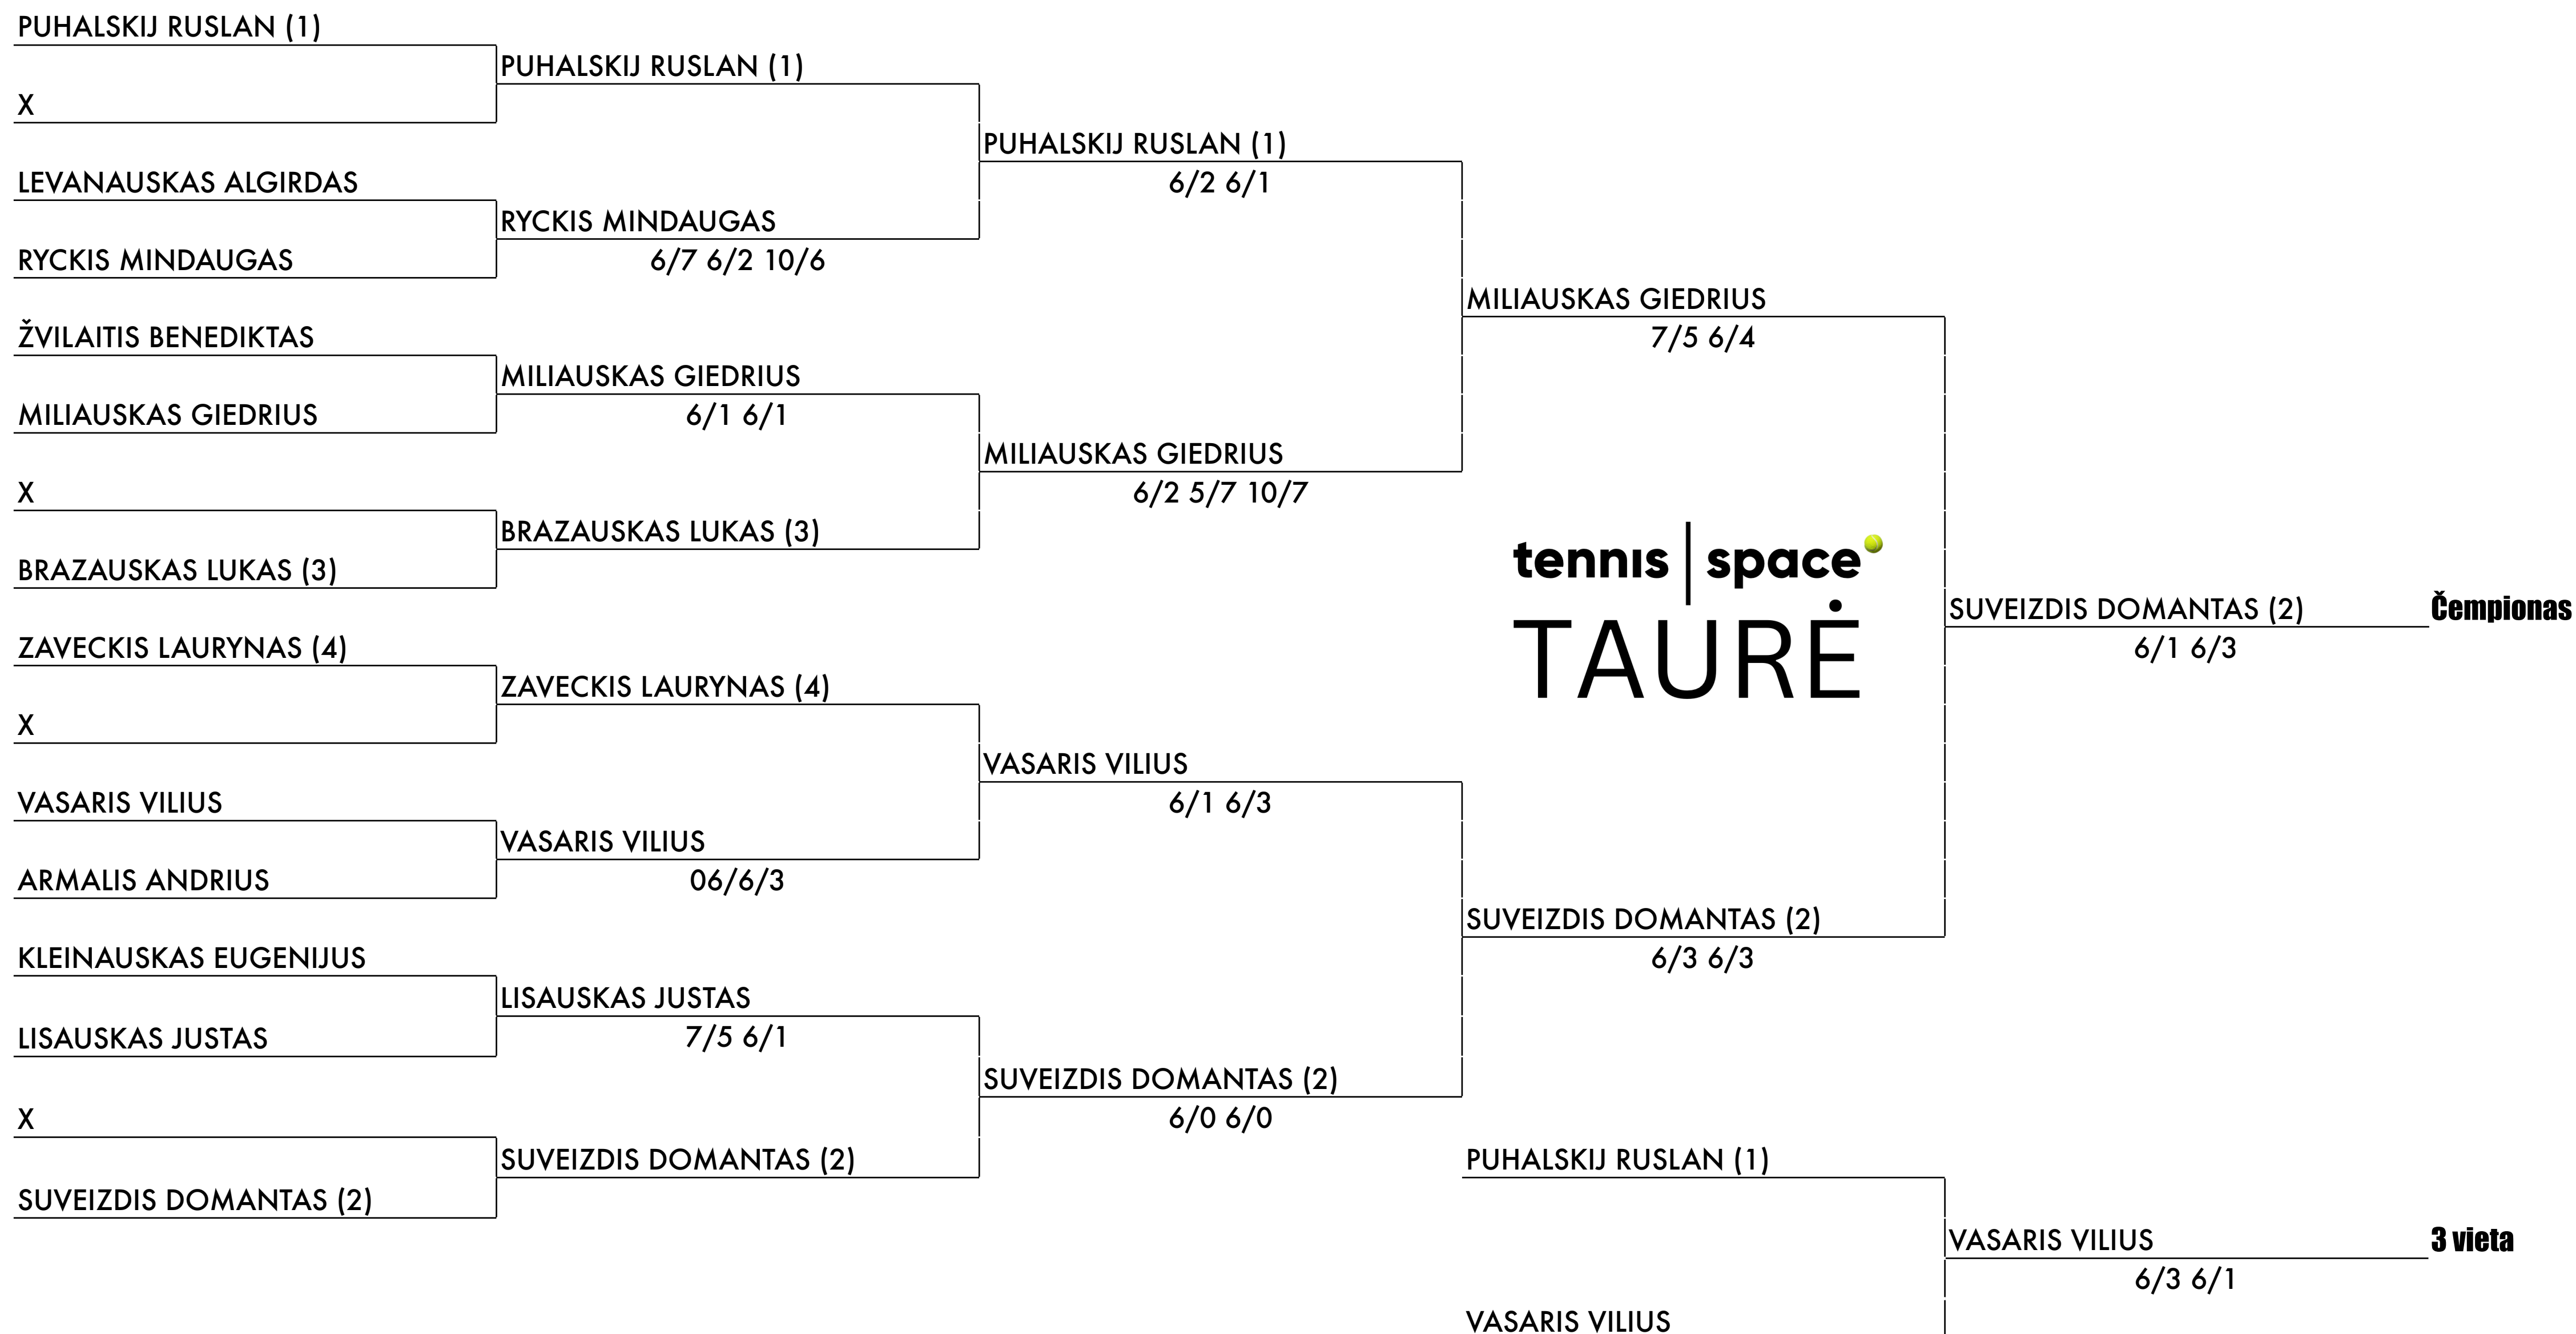 PUHALSKIJ RUSLAN (1)
PUHALSKIJ RUSLAN (1)
X
PUHALSKIJ RUSLAN (1)
6/2 6/1
LEVANAUSKAS ALGIRDAS
RYCKIS MINDAUGAS
6/7 6/2 10/6
RYCKIS MINDAUGAS
MILIAUSKAS GIEDRIUS
7/5 6/4
ŽVILAITIS BENEDIKTAS
MILIAUSKAS GIEDRIUS
6/1 6/1
MILIAUSKAS GIEDRIUS
MILIAUSKAS GIEDRIUS
6/2 5/7 10/7
X
BRAZAUSKAS LUKAS (3)
BRAZAUSKAS LUKAS (3)
tennis | space
TAURĖ
SUVEIZDIS DOMANTAS (2) Čempionas
6/1 6/3
ZAVECKIS LAURYNAS (4)
ZAVECKIS LAURYNAS (4)
X
VASARIS VILIUS
6/1 6/3
VASARIS VILIUS
VASARIS VILIUS
06/6/3
ARMALIS ANDRIUS
SUVEIZDIS DOMANTAS (2)
6/3 6/3
KLEINAUSKAS EUGENIJUS
LISAUSKAS JUSTAS
7/5 6/1
LISAUSKAS JUSTAS
SUVEIZDIS DOMANTAS (2)
6/0 6/0
X
SUVEIZDIS DOMANTAS (2)
SUVEIZDIS DOMANTAS (2)
PUHALSKIJ RUSLAN (1)
VASARIS VILIUS 3 vieta
6/3 6/1
VASARIS VILIUS